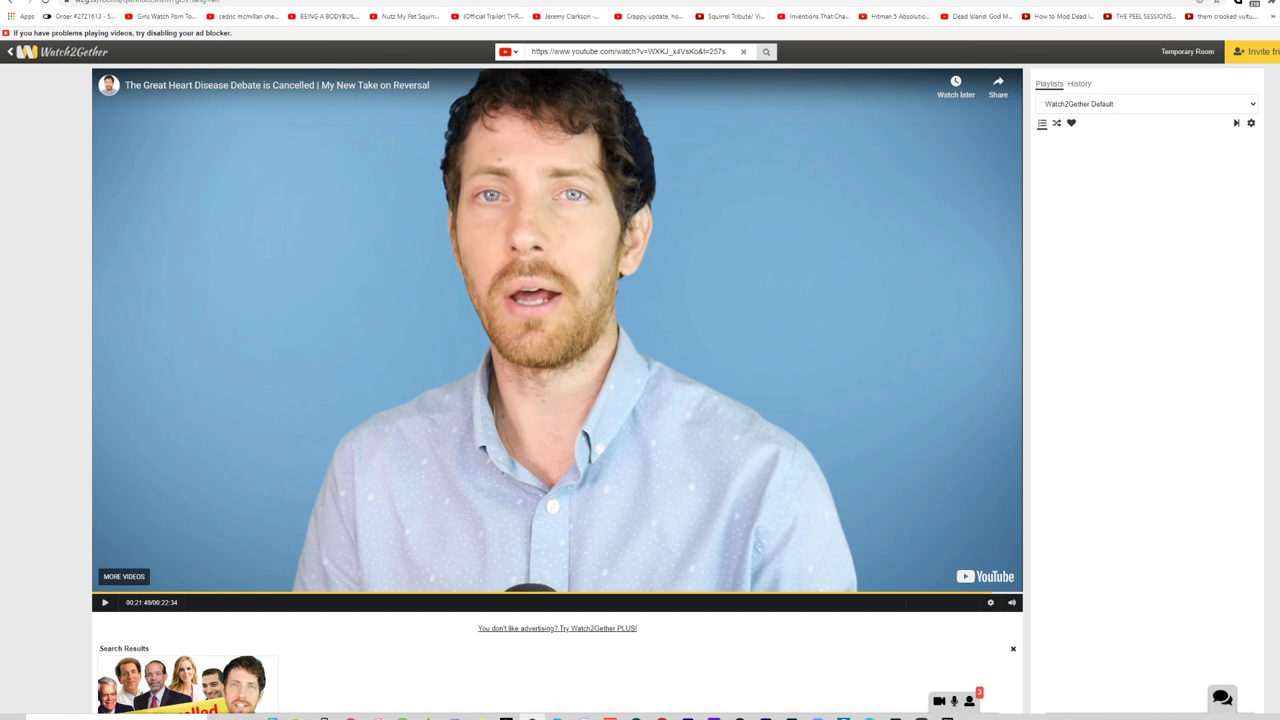 Apps
Order #2721613 - S...
Girls Watch Porn To...
cedric mcmillan che...
BEING A BODYBUIL...
Nutz My Pet Squirr...
(Official Trailer) THR...
Jeremy Clarkson -...
Crappy update, ho...
Squirrel Tribute/ Vi...
Inventions That Cha...
Hitman 5 Absolutio...
Dead Island: God M...
How to Mod Dead I...
THE PEEL SESSIONS...
them crooked vultu...
If you have problems playing videos, try disabling your ad blocker.
Watch2Gether
https://www.youtube.com/watch?v=WXKJ_x4VsKo&t=257s
Temporary Room
Invite fri
The Great Heart Disease Debate is Cancelled | My New Take on Reversal
Watch later
Share
Playlists
History
Watch2Gether Default
MORE VIDEOS
YouTube
00:21:49/00:22:34
You don't like advertising? Try Watch2Gether PLUS!
Search Results
3